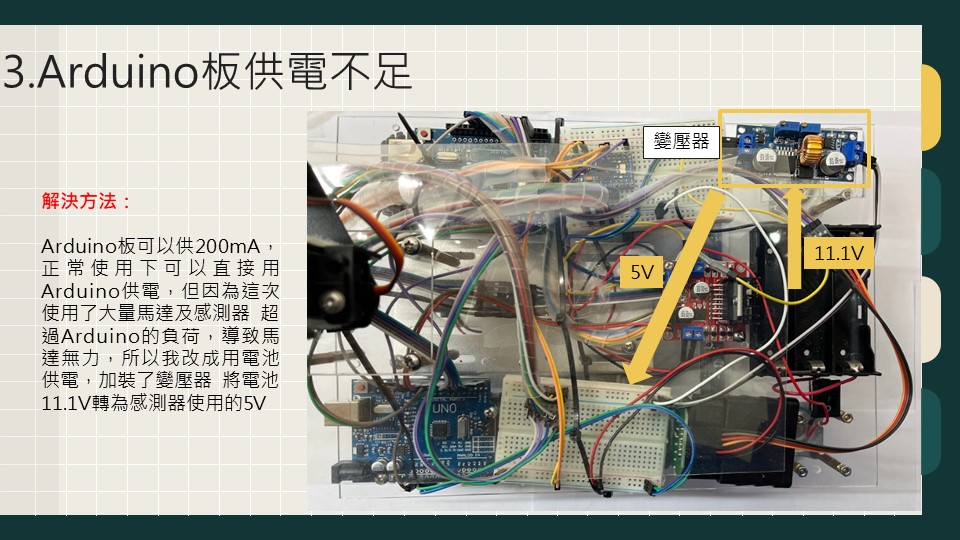 3.Arduino板供電不足
變壓器
解決方法：
11.1V
5V
Arduino板可以供200mA，
正常使用下可以直接用
Arduino供電，但因為這次
使用了大量馬達及感測器 超
過Arduino的負荷，導致馬
達無力，所以我改成用電池
供電，加裝了變壓器 將電池
11.1V轉為感測器使用的5V
UNO